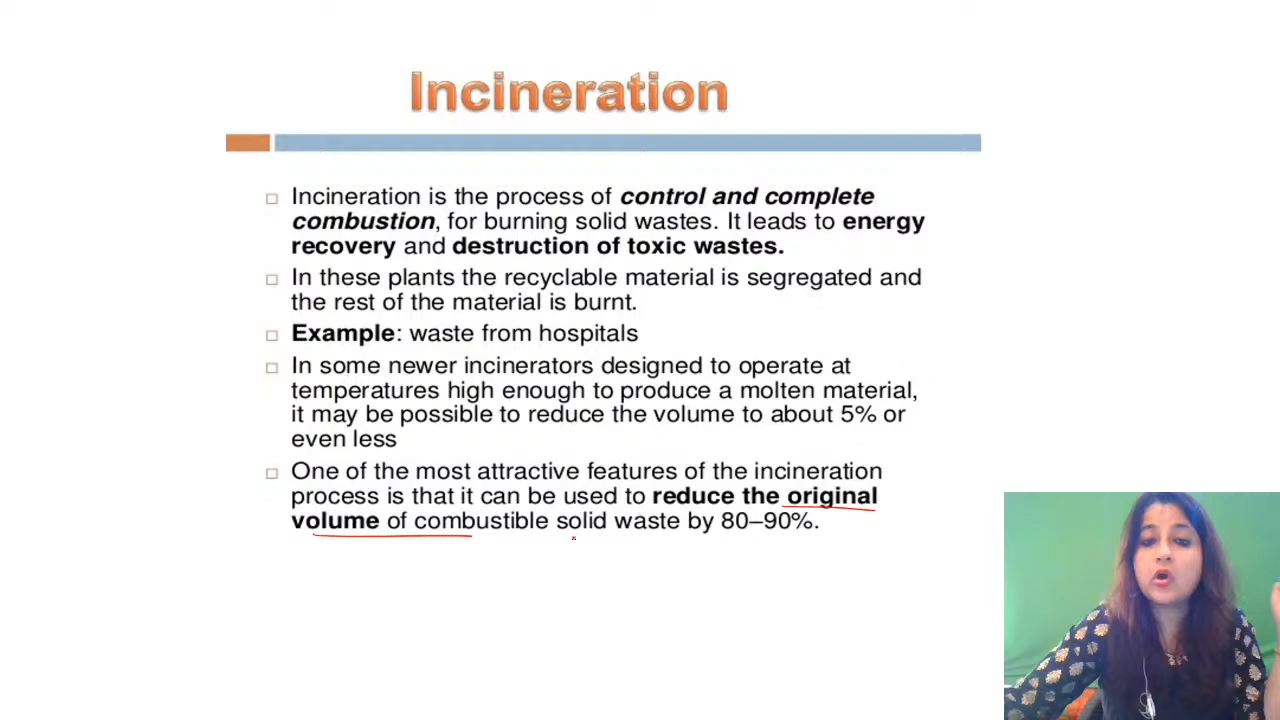 Incineration
Incineration is the process of control and complete
combustion, for burning solid wastes. It leads to energy
recovery and destruction of toxic wastes.
In these plants the recyclable material is segregated and
the rest of the material is burnt.
Example: waste from hospitals
In some newer incinerators designed to operate at
temperatures high enough to produce a molten material,
it may be possible to reduce the volume to about 5% or
even less
One of the most attractive features of the incineration
process is that it can be used to reduce the original
volume of combustible solid waste by 80–90%.